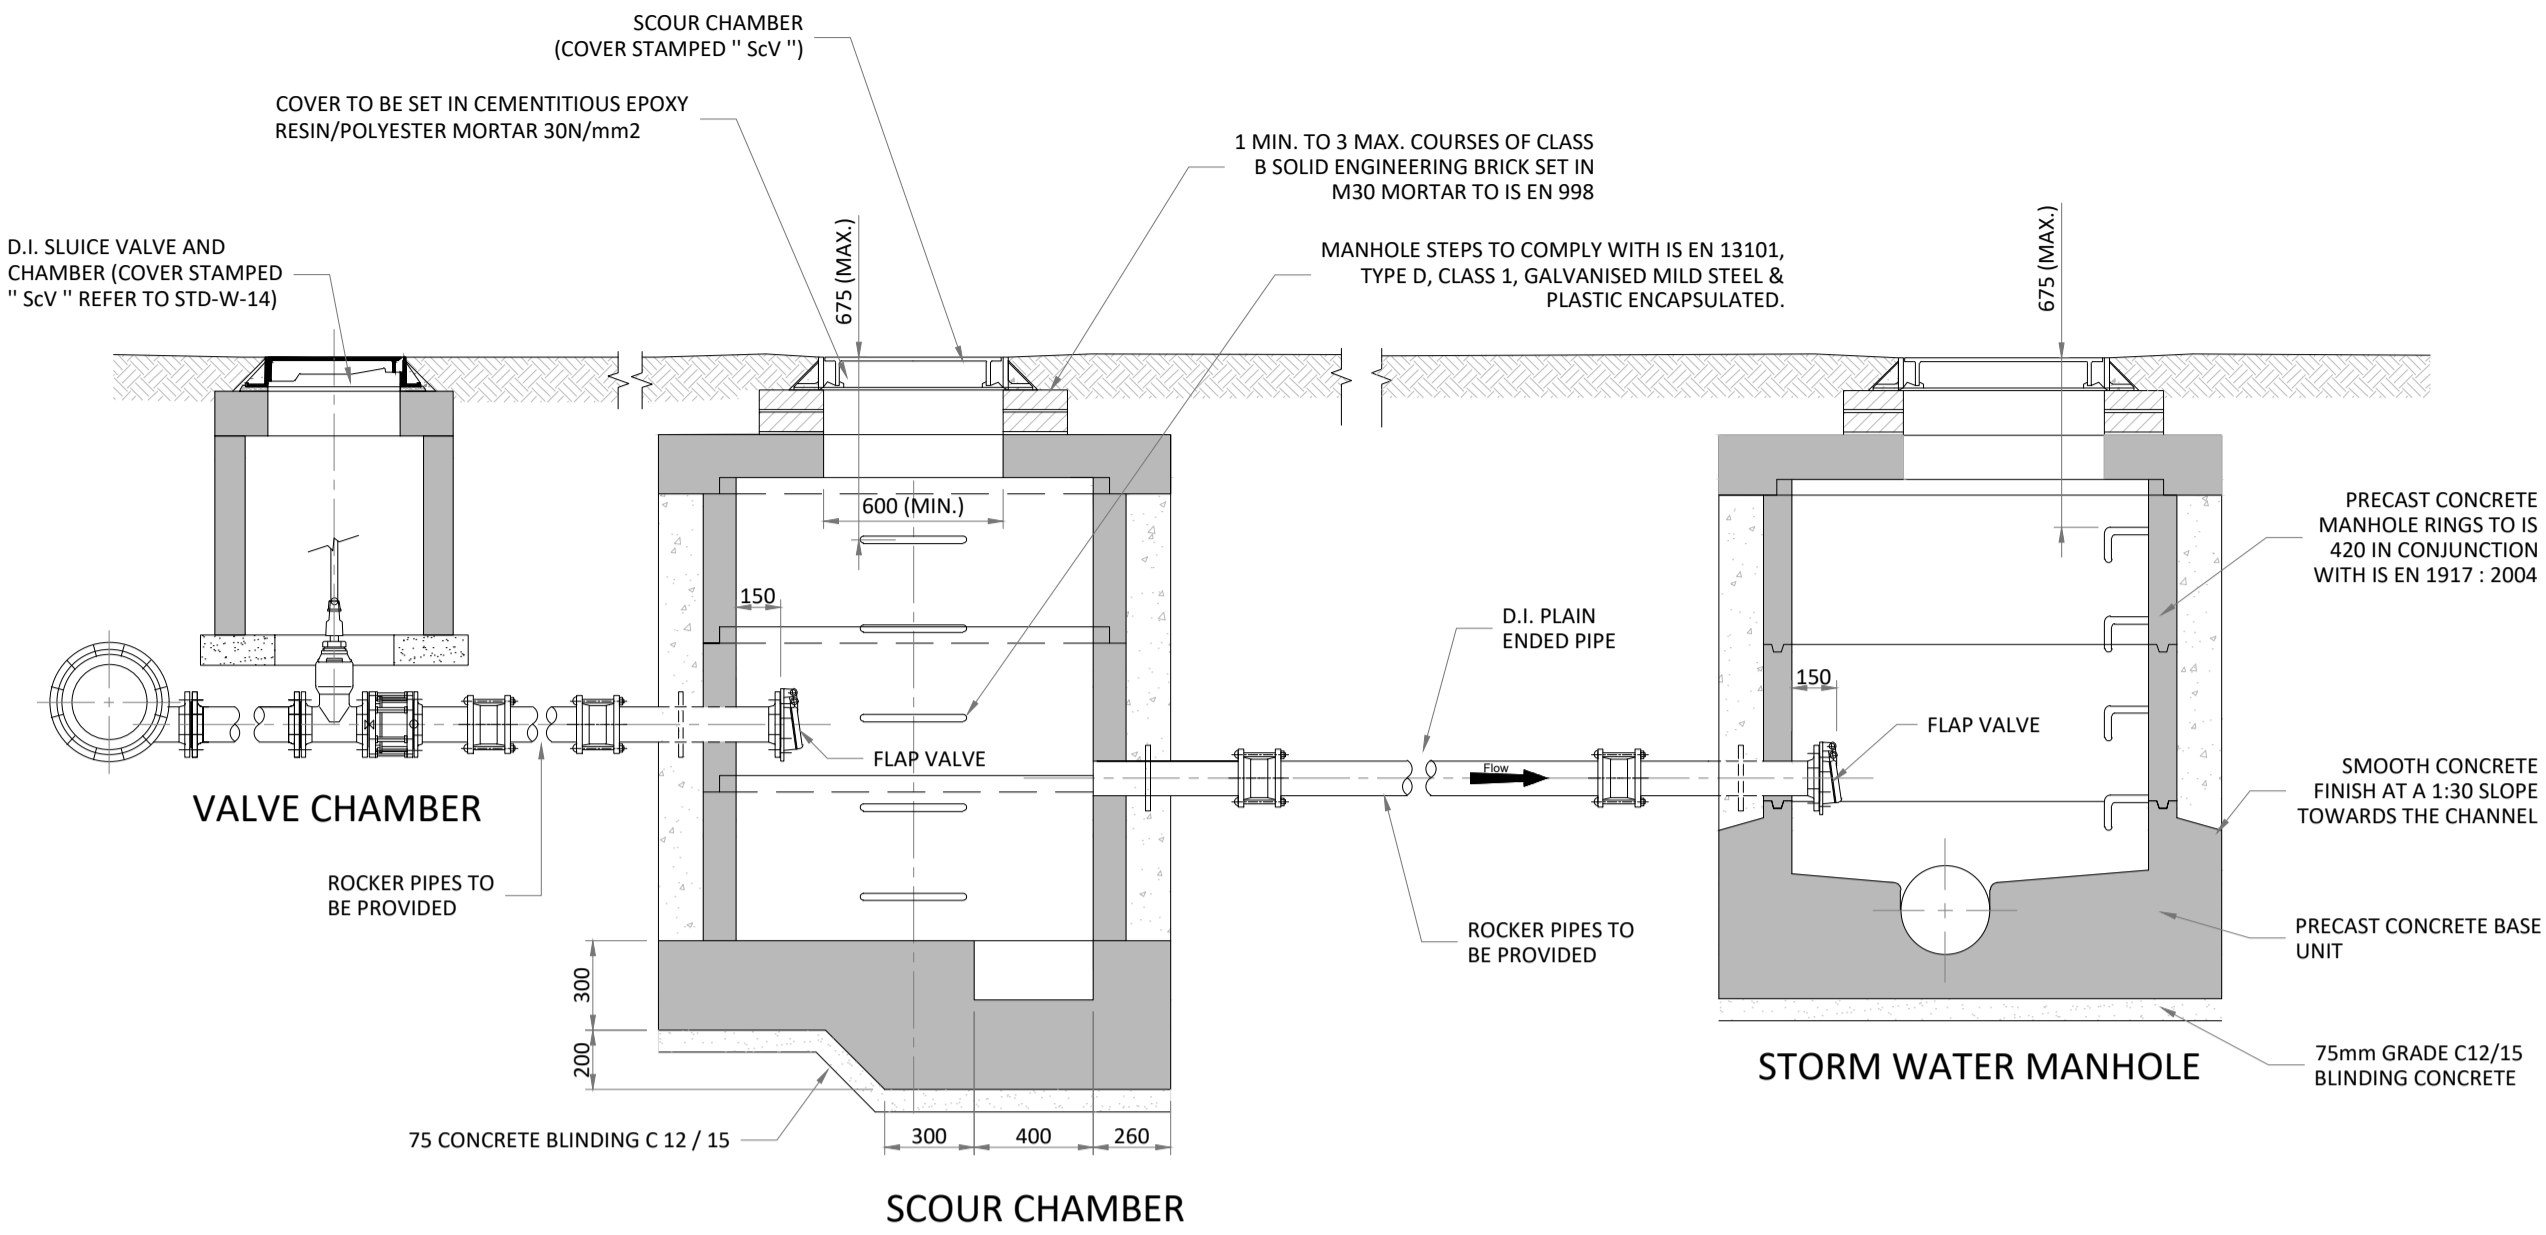 SCOUR CHAMBER
(COVER STAMPED " ScV ")
COVER TO BE SET IN CEMENTITIOUS EPOXY
RESIN/POLYESTER MORTAR 30N/mm2
1 MIN. TO 3 MAX. COURSES OF CLASS
B SOLID ENGINEERING BRICK SET IN
M30 MORTAR TO IS EN 998
D.I. SLUICE VALVE AND
CHAMBER (COVER STAMPED
" ScV " REFER TO STD-W-14)
MANHOLE STEPS TO COMPLY WITH IS EN 13101,
TYPE D, CLASS 1, GALVANISED MILD STEEL &
PLASTIC ENCAPSULATED.
675 (MAX.)
675 (MAX.)
600 (MIN.)
PRECAST CONCRETE
MANHOLE RINGS TO IS
420 IN CONJUNCTION
WITH IS EN 1917 : 2004
150
D.I. PLAIN
ENDED PIPE
150
FLAP VALVE
FLAP VALVE
Flow
SMOOTH CONCRETE
FINISH AT A 1:30 SLOPE
TOWARDS THE CHANNEL
VALVE CHAMBER
ROCKER PIPES TO
BE PROVIDED
ROCKER PIPES TO
BE PROVIDED
PRECAST CONCRETE BASE
UNIT
300
200
75mm GRADE C12/15
BLINDING CONCRETE
STORM WATER MANHOLE
75 CONCRETE BLINDING C 12 / 15
300
400
260
SCOUR CHAMBER